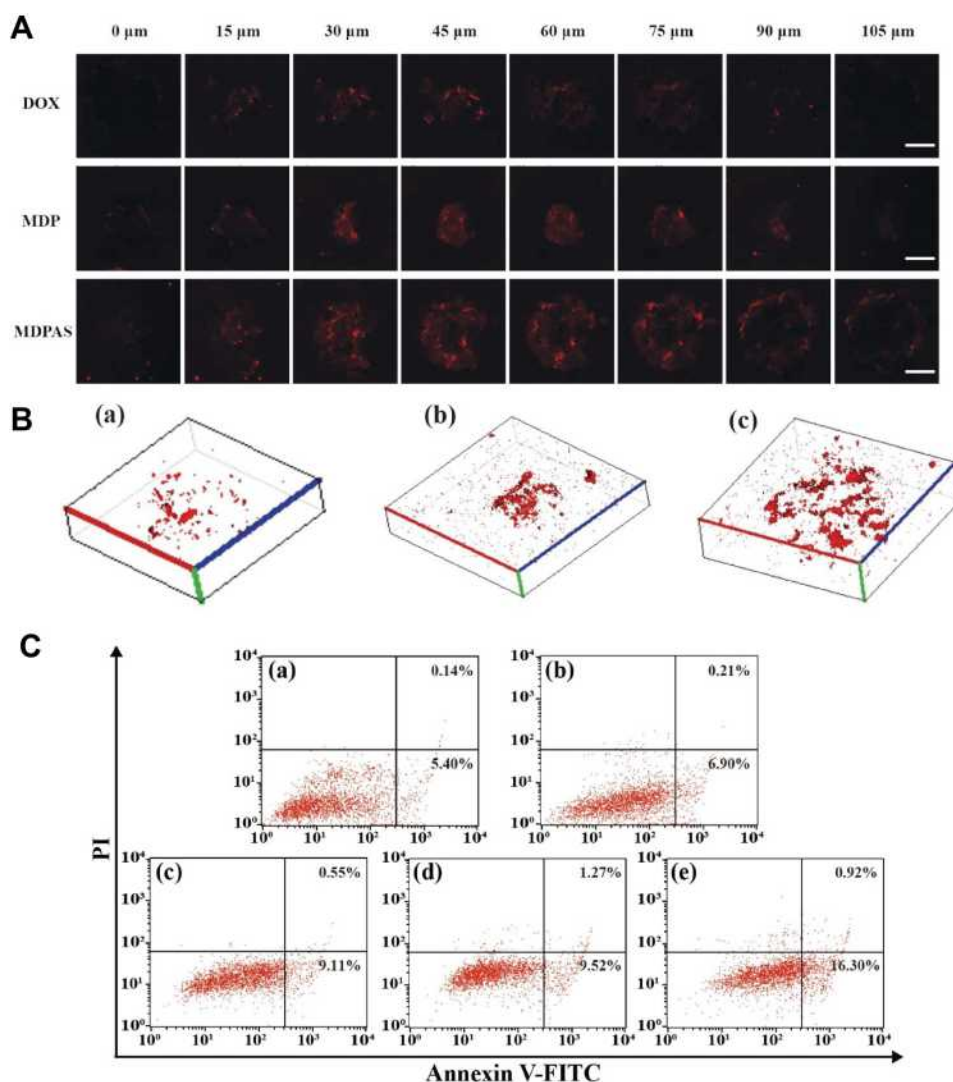 A
0 µm 15 µm 30 µm 45 µm 60 µm 75 µm 90 µm 105 µm
DOX
MDP
MDPAS
B
(a) (b) (c)
C
(a) 0.14% 5.40%
10⁴ 10³ 10² 10¹ 10⁰
10⁰ 10¹ 10² 10³ 10⁴
(b) 0.21% 6.90%
10⁴ 10³ 10² 10¹ 10⁰
10⁰ 10¹ 10² 10³ 10⁴
PI
(c) 0.55% 9.11%
10⁴ 10³ 10² 10¹ 10⁰
10⁰ 10¹ 10² 10³ 10⁴
(d) 1.27% 9.52%
10⁴ 10³ 10² 10¹ 10⁰
10⁰ 10¹ 10² 10³ 10⁴
(e) 0.92% 16.30%
10⁴ 10³ 10² 10¹ 10⁰
10⁰ 10¹ 10² 10³ 10⁴
Annexin V-FITC